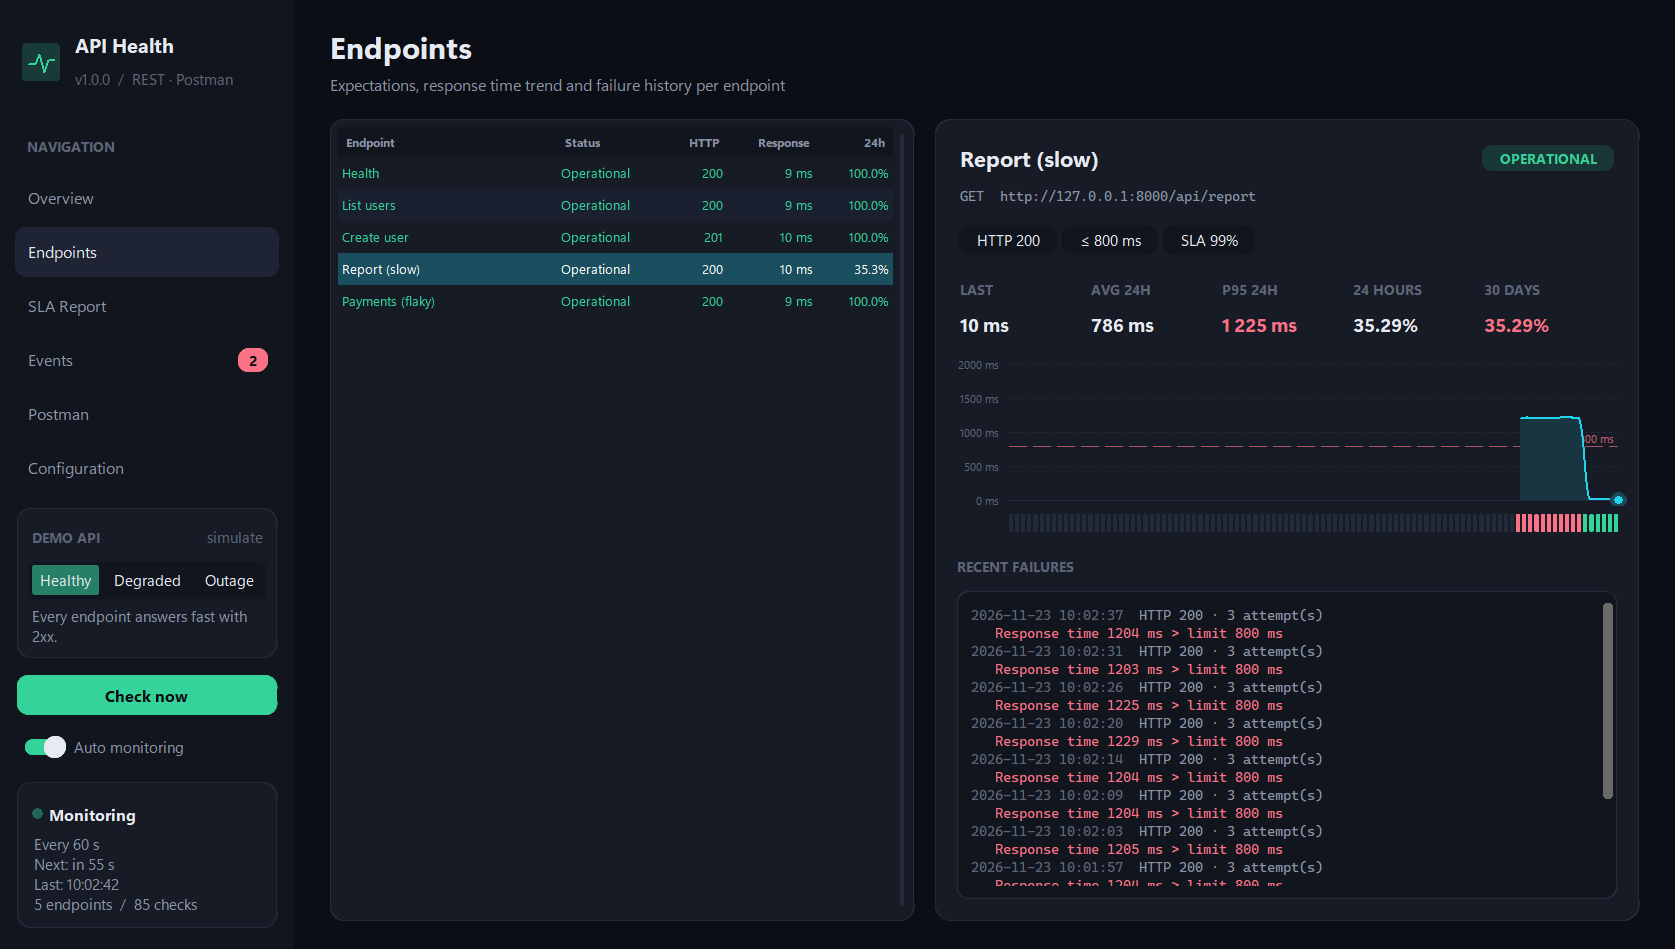 API Health
v1.0.0 / REST · Postman
NAVIGATION
Overview
Endpoints
SLA Report
Events 2
Postman
Configuration
DEMO API simulate
Healthy Degraded Outage
Every endpoint answers fast with
2xx.
Check now
Auto monitoring
Monitoring
Every 60 s
Next: in 55 s
Last: 10:02:42
5 endpoints / 85 checks
Endpoints
Expectations, response time trend and failure history per endpoint
Endpoint Status HTTP Response 24h
Health Operational 200 9 ms 100.0%
List users Operational 200 9 ms 100.0%
Create user Operational 201 10 ms 100.0%
Report (slow) Operational 200 10 ms 35.3%
Payments (flaky) Operational 200 9 ms 100.0%
Report (slow) OPERATIONAL
GET http://127.0.0.1:8000/api/report
HTTP 200 ≤ 800 ms SLA 99%
LAST AVG 24H P95 24H 24 HOURS 30 DAYS
10 ms 786 ms 1 225 ms 35.29% 35.29%
2000 ms
1500 ms
1000 ms
00 ms
500 ms
0 ms
RECENT FAILURES
2026-11-23 10:02:37 HTTP 200 · 3 attempt(s)
Response time 1204 ms > limit 800 ms
2026-11-23 10:02:31 HTTP 200 · 3 attempt(s)
Response time 1203 ms > limit 800 ms
2026-11-23 10:02:26 HTTP 200 · 3 attempt(s)
Response time 1225 ms > limit 800 ms
2026-11-23 10:02:20 HTTP 200 · 3 attempt(s)
Response time 1229 ms > limit 800 ms
2026-11-23 10:02:14 HTTP 200 · 3 attempt(s)
Response time 1204 ms > limit 800 ms
2026-11-23 10:02:09 HTTP 200 · 3 attempt(s)
Response time 1204 ms > limit 800 ms
2026-11-23 10:02:03 HTTP 200 · 3 attempt(s)
Response time 1205 ms > limit 800 ms
2026-11-23 10:01:57 HTTP 200 · 3 attempt(s)
Response time 1204 ms > limit 800 ms